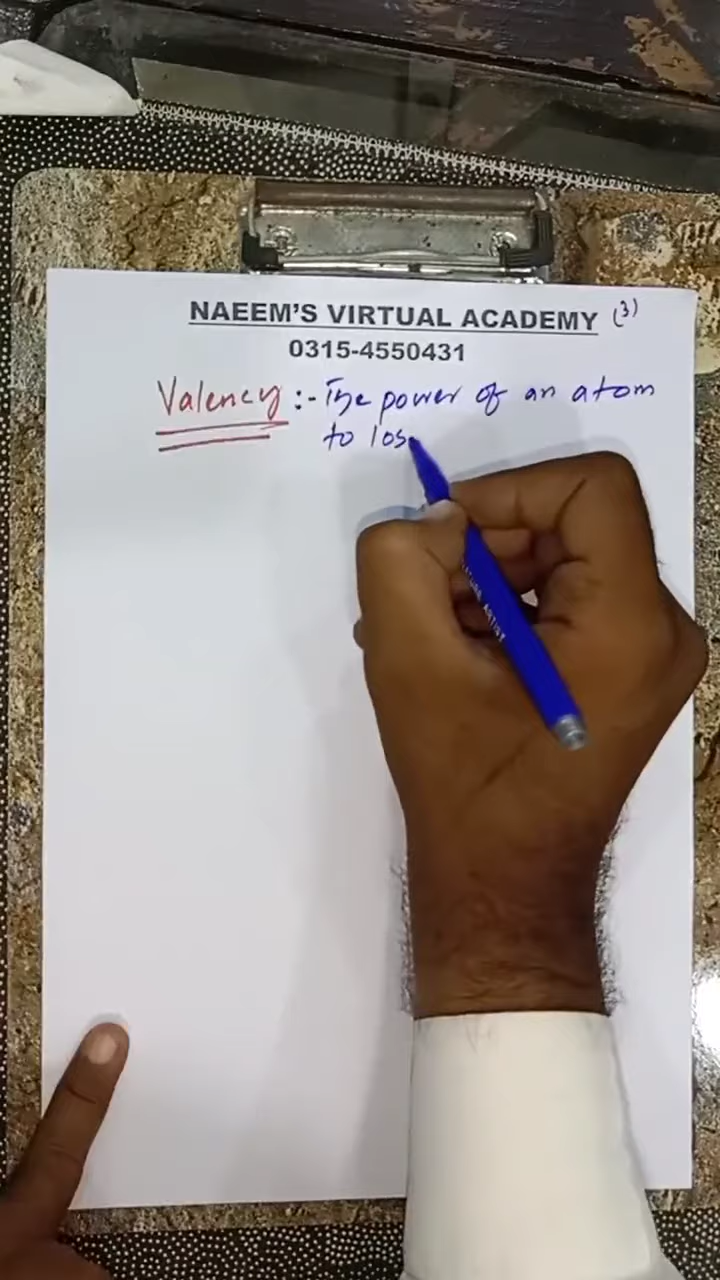 NAEEM'S VIRTUAL ACADEMY (3)
0315-4550431
Valency :- The power of an atom
to los